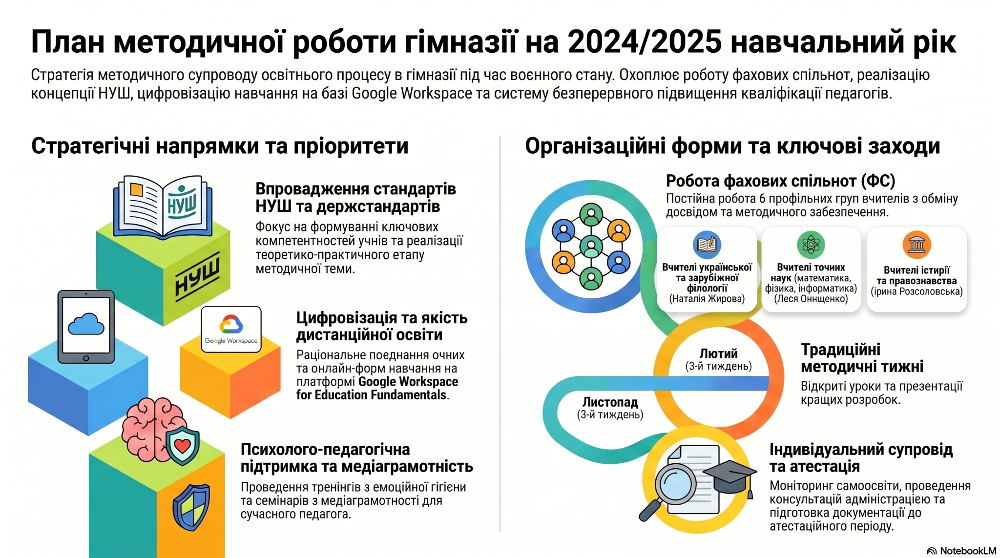 План методичної роботи гімназії на 2024/2025 навчальний рік
Стратегія методичного супроводу освітнього процесу в гімназії під час воєнного стану. Охоплює роботу фахових спільнот, реалізацію
концепції НУШ, цифровізацію навчання на базі Google Workspace та систему безперервного підвищення кваліфікації педагогів.
Стратегічні напрямки та пріоритети
НУШ
НУШ
Впровадження стандартів
НУШ та держстандартів
Фокус на формуванні ключових
компетентностей учнів та реалізації
теоретико-практичного етапу
методичної теми.
Google Workspace
Цифровізація та якість
дистанційної освіти
Раціональне поєднання очних
та онлайн-форм навчання на
платформі Google Workspace
for Education Fundamentals.
Психолого-педагогічна
підтримка та медіаграмотність
Проведення тренінгів з емоційної гігієни
та семінарів з медіаграмотності для
сучасного педагога.
Організаційні форми та ключові заходи
Робота фахових спільнот (ФС)
Постійна робота 6 профільних груп вчителів з обміну
досвідом та методичного забезпечення.
Вчителі української
та зарубіжної
філології
(Наталія Жирова)
Вчителі точних
наук (математика,
фізика, інформатика)
(Леся Оннщенко)
Вчителі істирії
та правознавства
(ірина Розсоловська)
Лютий
(3-й тиждень)
Листопад
(3-й тиждень)
Традиційні
методичні тижні
Відкриті уроки та презентації
кращих розробок.
Індивідуальний супровід
та атестація
Моніторинг самоосвіти, проведення
консультацій адміністрацією та
підготовка документації до
атестаційного періоду.
NotebookLM